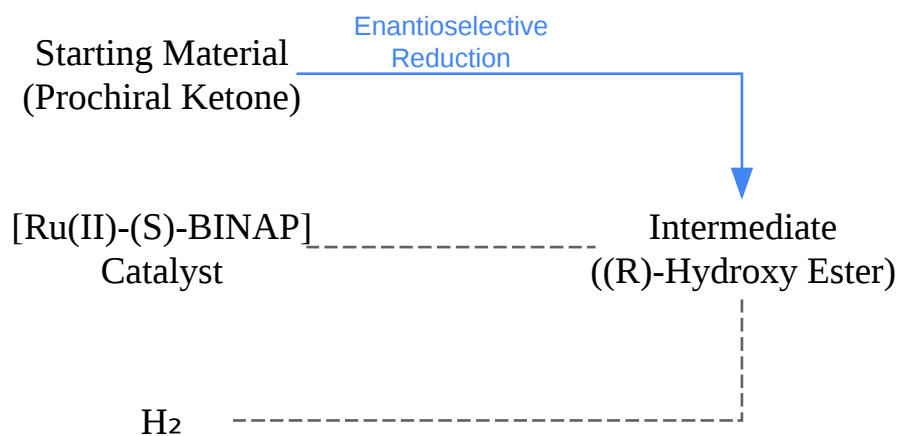 Enantioselective
Reduction
Starting Material
(Prochiral Ketone)
[Ru(II)-(S)-BINAP]
Catalyst
Intermediate
((R)-Hydroxy Ester)
H₂